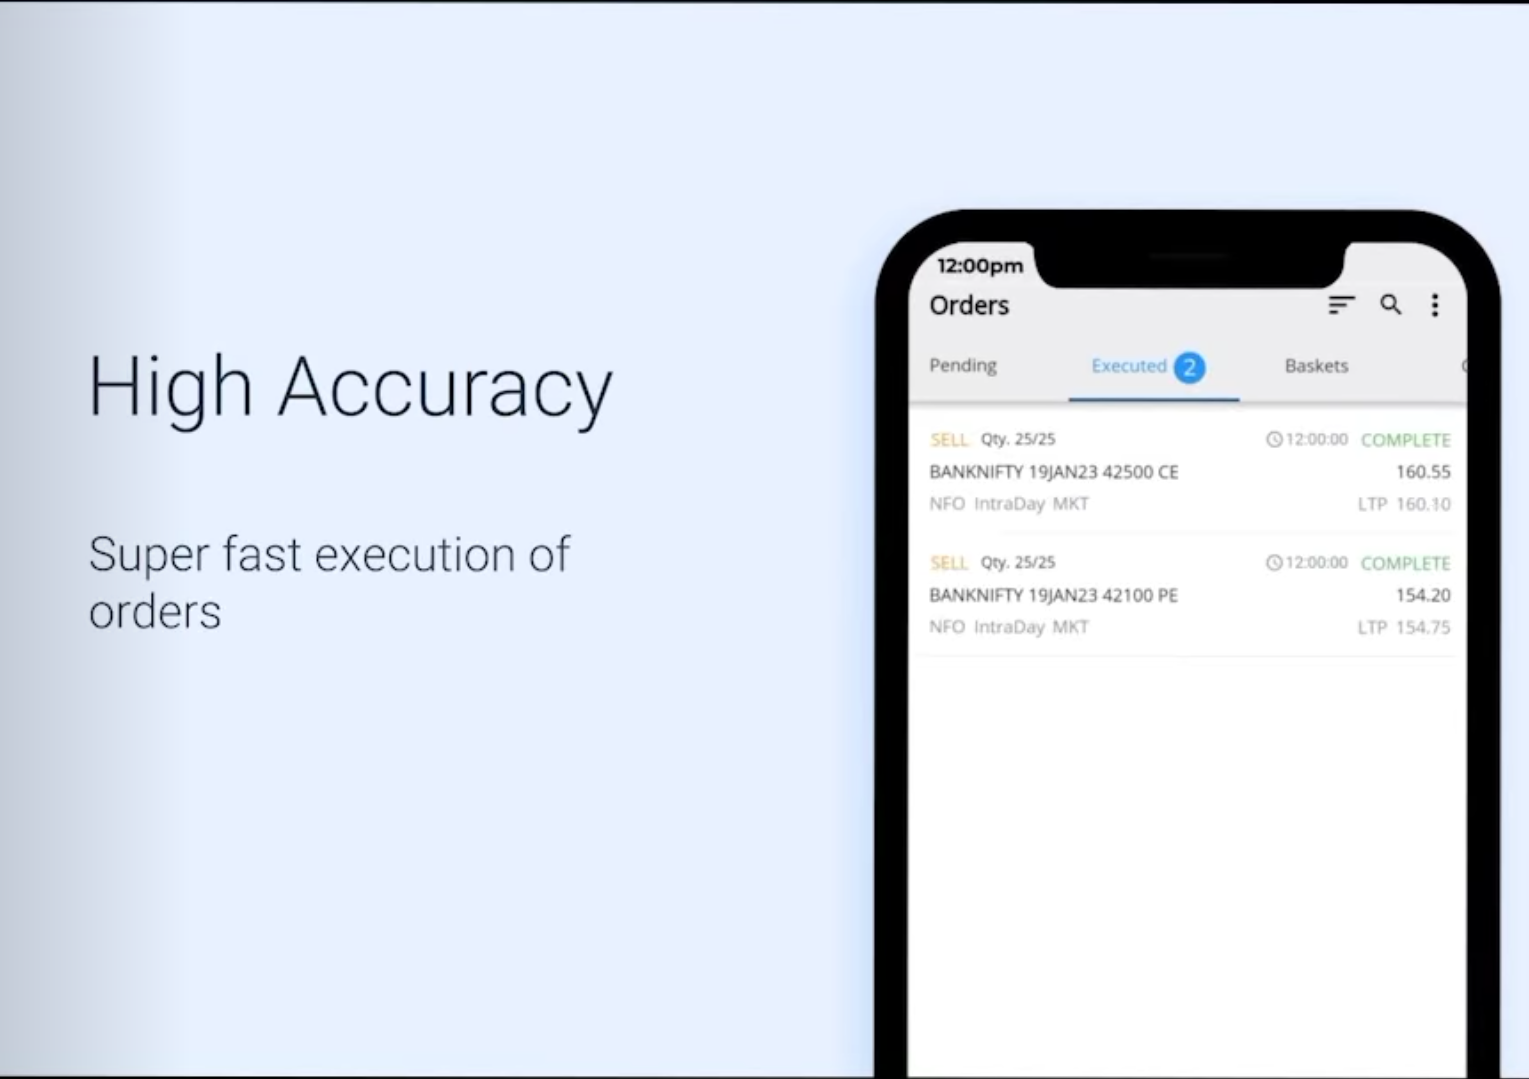 High Accuracy
Super fast execution of
orders
12:00pm
Orders
Pending Executed 2 Baskets
SELL Qty. 25/25 12:00:00 COMPLETE
BANKNIFTY 19JAN23 42500 CE 160.55
NFO IntraDay MKT LTP 160.10
SELL Qty. 25/25 12:00:00 COMPLETE
BANKNIFTY 19JAN23 42100 PE 154.20
NFO IntraDay MKT LTP 154.75